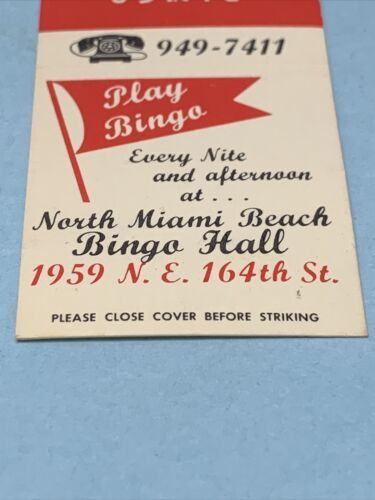 949-7411
Play
Bingo
Every Nite
and afternoon
at...
North Miami Beach
Bingo Hall
1959 N. E. 164th St.
PLEASE CLOSE COVER BEFORE STRIKING